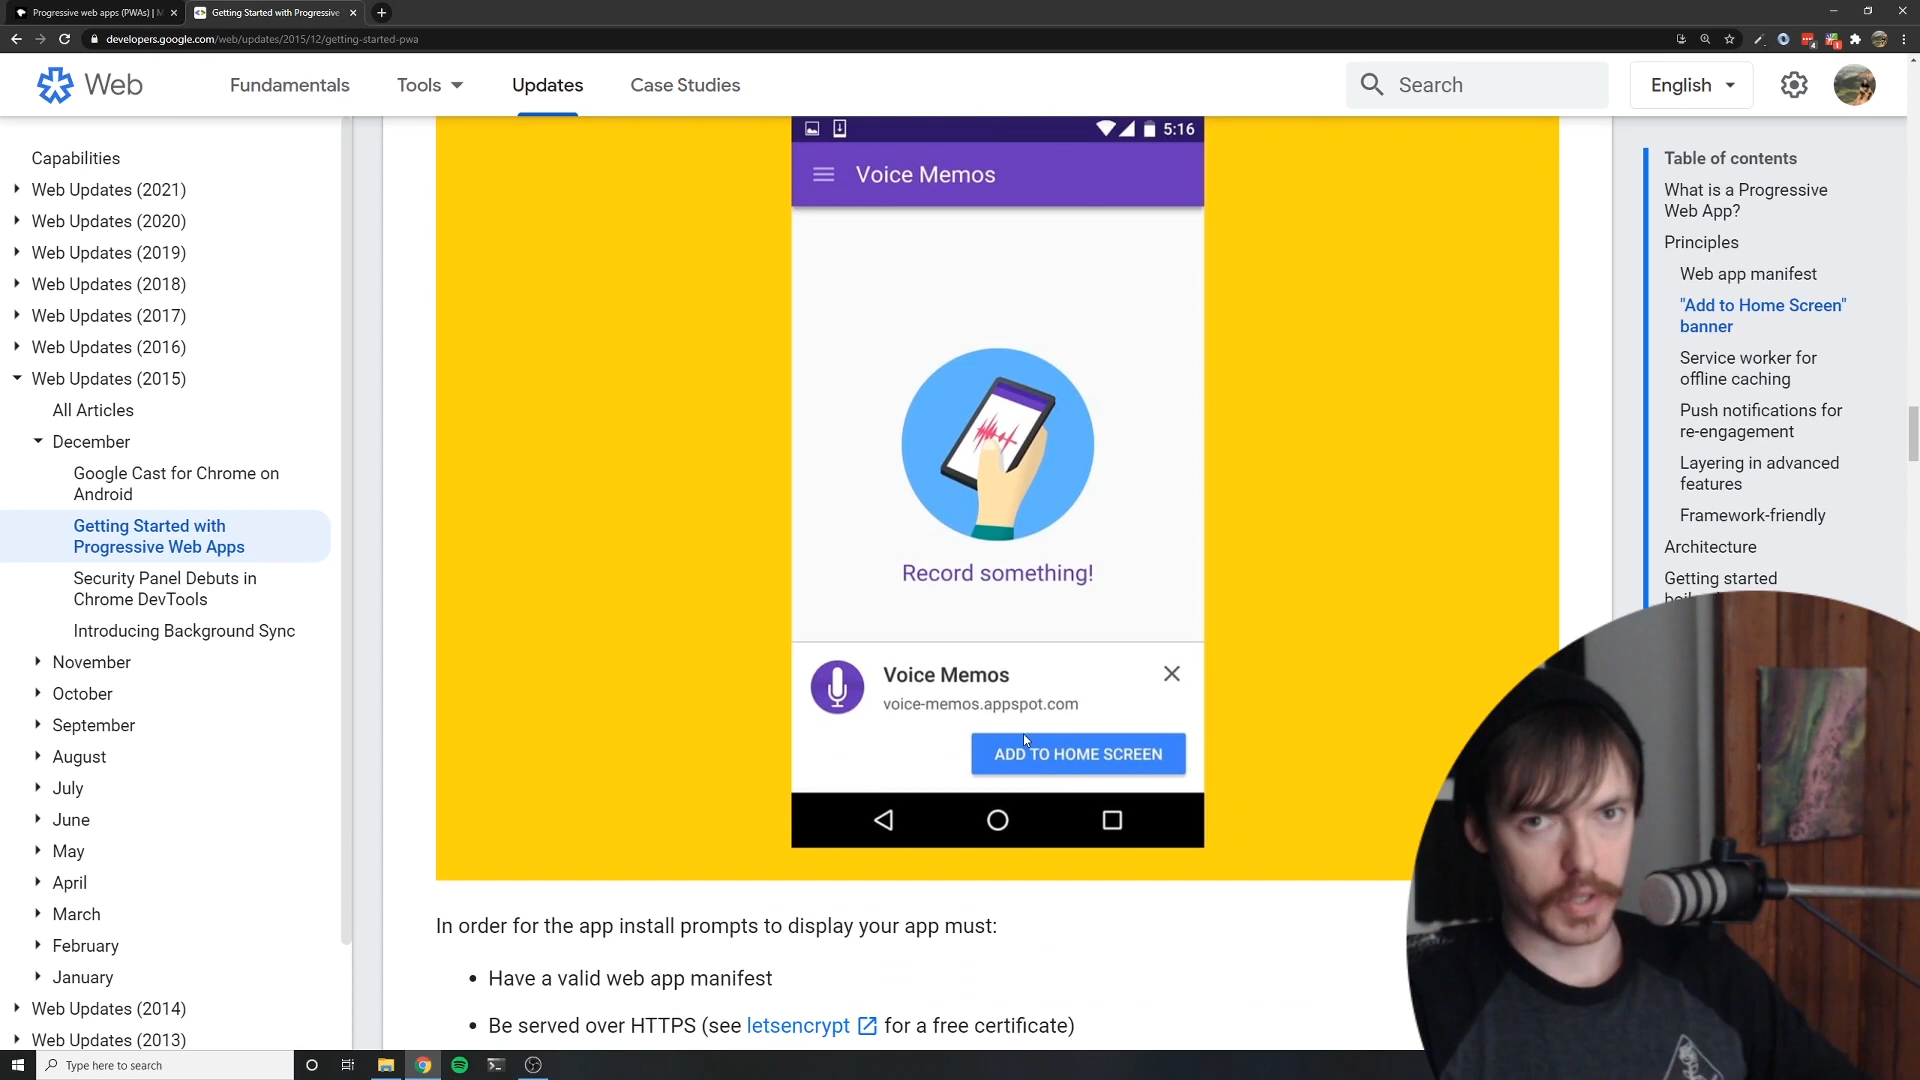 Progressive web apps (PWAs) | M
Getting Started with Progressive
developers.google.com/web/updates/2015/12/getting-started-pwa
Web
Fundamentals
Tools
Updates
Case Studies
Search
English
Capabilities
Web Updates (2021)
Web Updates (2020)
Web Updates (2019)
Web Updates (2018)
Web Updates (2017)
Web Updates (2016)
Web Updates (2015)
All Articles
December
Google Cast for Chrome on
Android
Getting Started with
Progressive Web Apps
Security Panel Debuts in
Chrome DevTools
Introducing Background Sync
November
October
September
August
July
June
May
April
March
February
January
Web Updates (2014)
Web Updates (2013)
5:16
Voice Memos
Record something!
Voice Memos
voice-memos.appspot.com
ADD TO HOME SCREEN
In order for the app install prompts to display your app must:
• Have a valid web app manifest
• Be served over HTTPS (see letsencrypt for a free certificate)
Table of contents
What is a Progressive
Web App?
Principles
Web app manifest
"Add to Home Screen"
banner
Service worker for
offline caching
Push notifications for
re-engagement
Layering in advanced
features
Framework-friendly
Architecture
Getting started
Type here to search